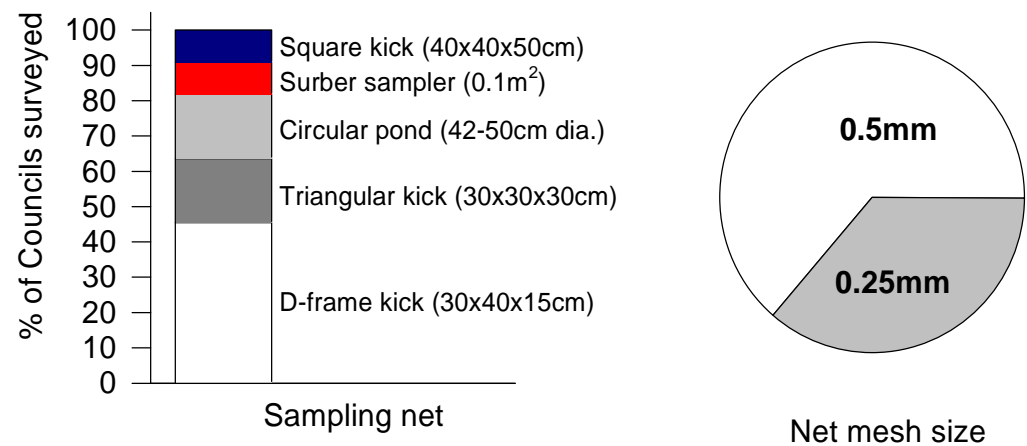 % of Councils surveyed
100
90
80
70
60
50
40
30
20
10
0
Square kick (40x40x50cm)
Surber sampler (0.1m²)
Circular pond (42-50cm dia.)
Triangular kick (30x30x30cm)
D-frame kick (30x40x15cm)
Sampling net
0.5mm
0.25mm
Net mesh size